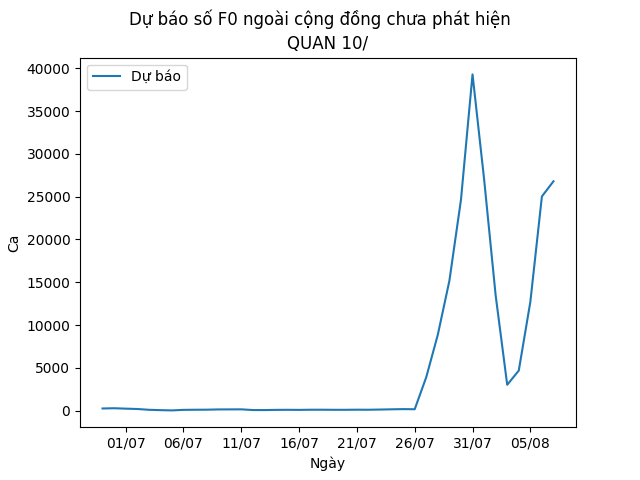 Dự báo số F0 ngoài cộng đồng chưa phát hiện
QUAN 10/
Dự báo
40000
35000
30000
25000
20000
15000
10000
5000
0
Ca
01/07 06/07 11/07 16/07 21/07 26/07 31/07 05/08
Ngày